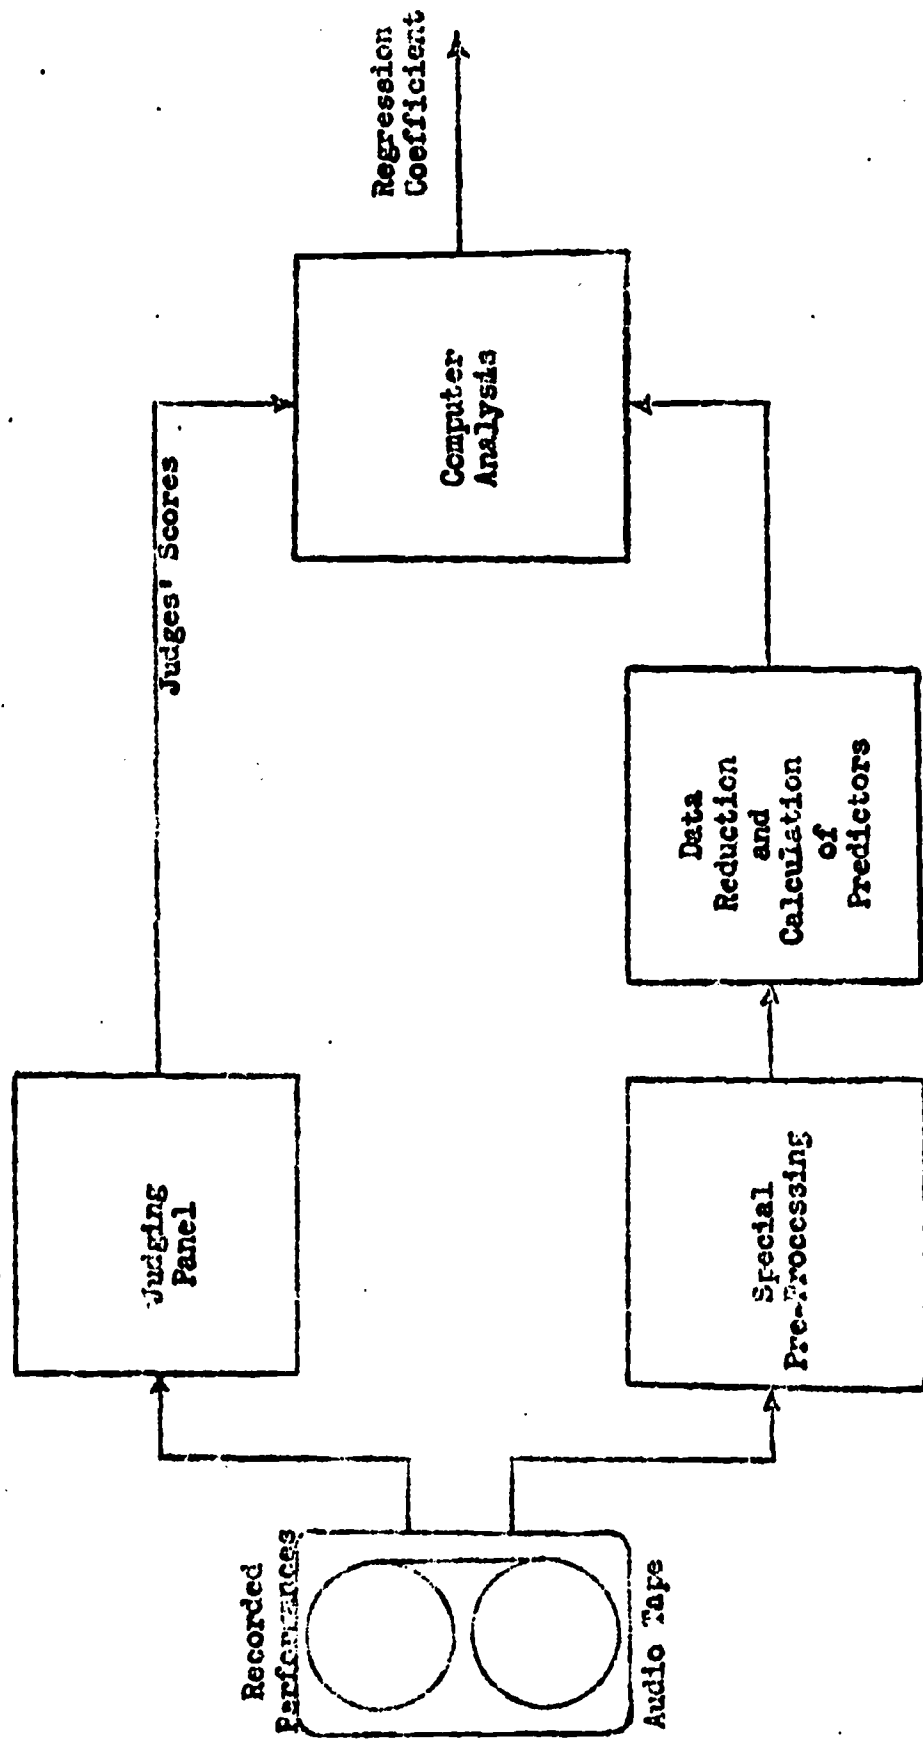 Recorded
Performances
Audio Tape
Judging
Panel
Judges' Scores
Special
Pre-Processing
Data
Reduction
and
Calculation
of
Predictors
Computer
Analysis
Regression
Coefficient